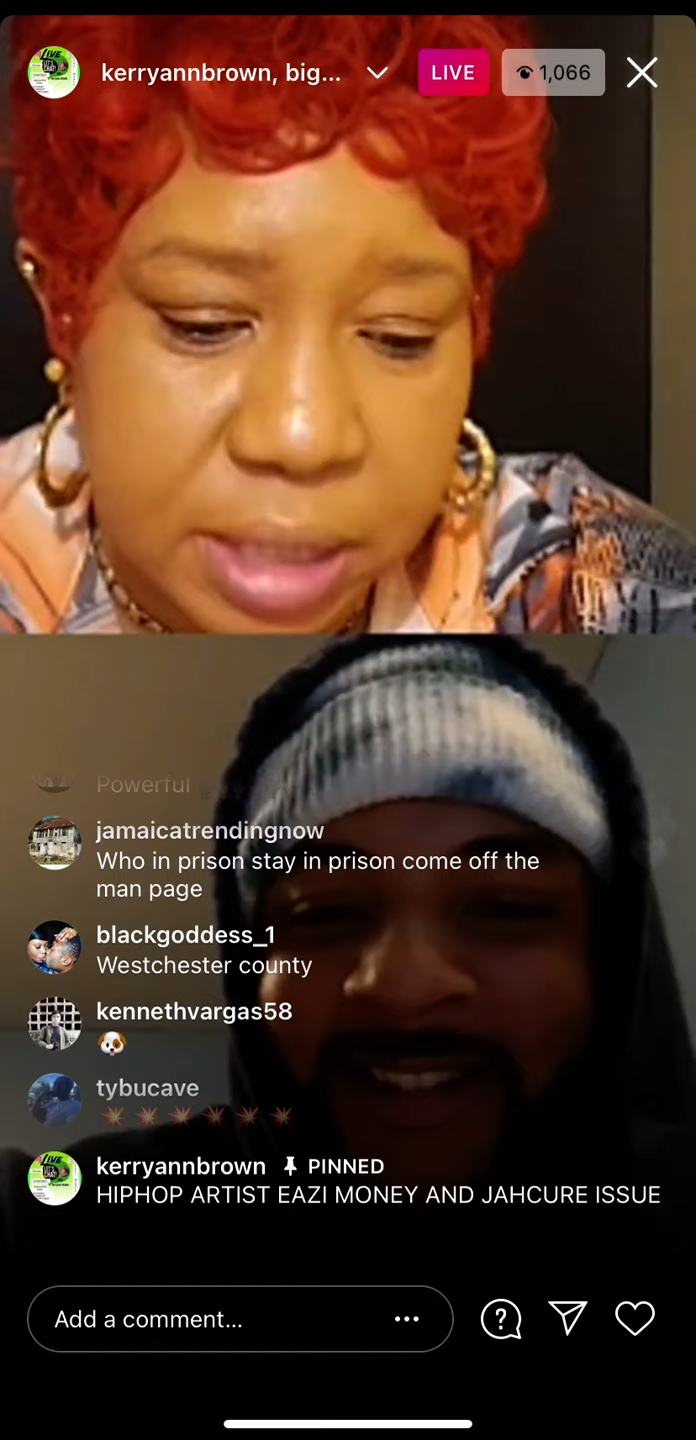 kerryannbrown, big...
LIVE
1,066
Powerful
jamaicatrendingnow
Who in prison stay in prison come off the
man page
blackgoddess_1
Westchester county
kennethvargas58
🐶
tybucave
💥 💥 💥 💥 💥 💥
kerryannbrown PINNED
HIPHOP ARTIST EAZI MONEY AND JAHCURE ISSUE
Add a comment...